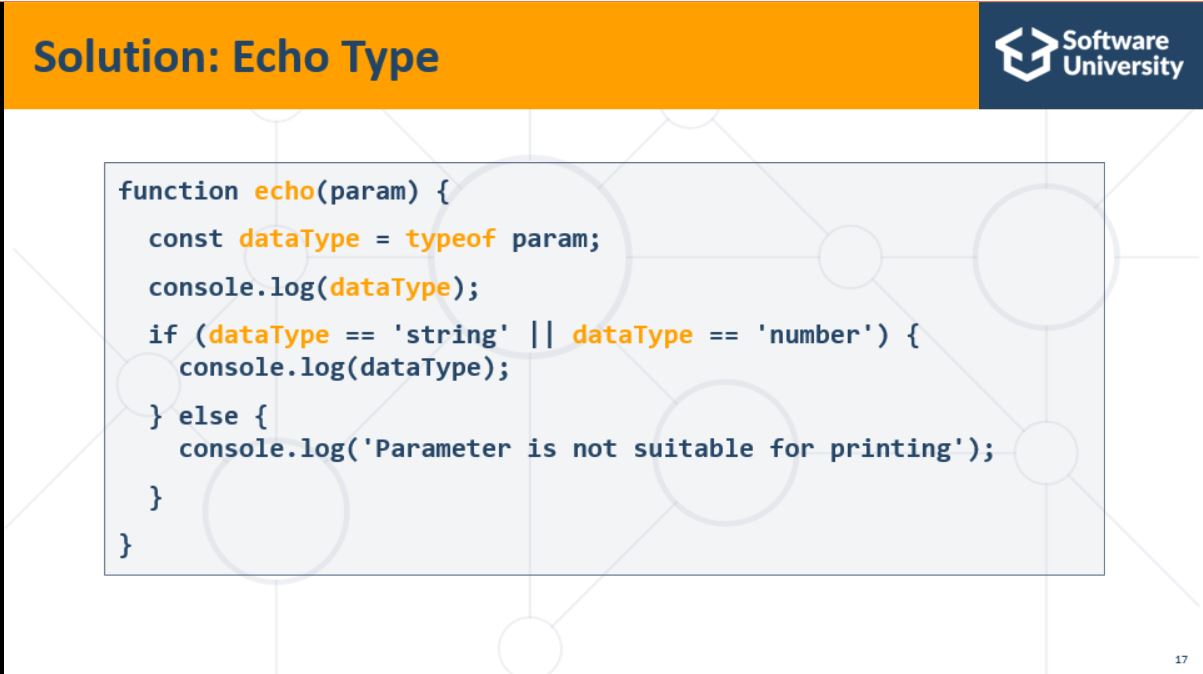 Solution: Echo Type
Software
University
function echo(param) {
const dataType = typeof param;
console.log(dataType);
if (dataType == 'string' || dataType == 'number') {
console.log(dataType);
} else {
console.log('Parameter is not suitable for printing');
}
}
17